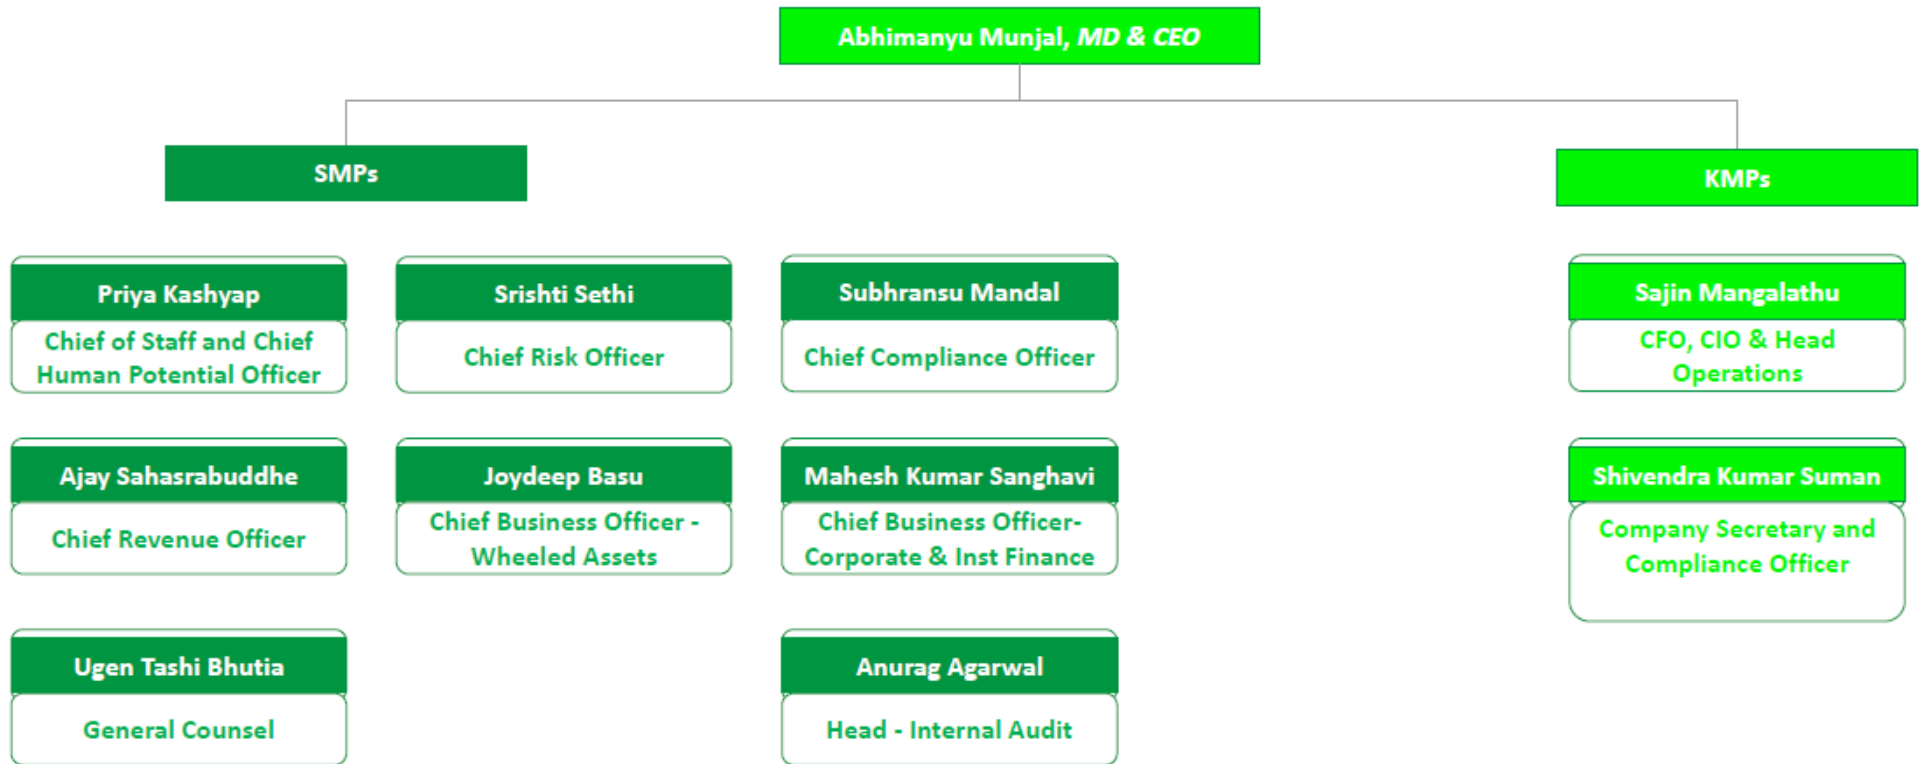 Abhimanyu Munjal, MD & CEO
SMPs
KMPs
Priya Kashyap
Chief of Staff and Chief
Human Potential Officer
Srishti Sethi
Chief Risk Officer
Subhransu Mandal
Chief Compliance Officer
Sajin Mangalathu
CFO, CIO & Head
Operations
Ajay Sahasrabuddhe
Chief Revenue Officer
Joydeep Basu
Chief Business Officer -
Wheeled Assets
Mahesh Kumar Sanghavi
Chief Business Officer-
Corporate & Inst Finance
Shivendra Kumar Suman
Company Secretary and
Compliance Officer
Ugen Tashi Bhutia
General Counsel
Anurag Agarwal
Head - Internal Audit